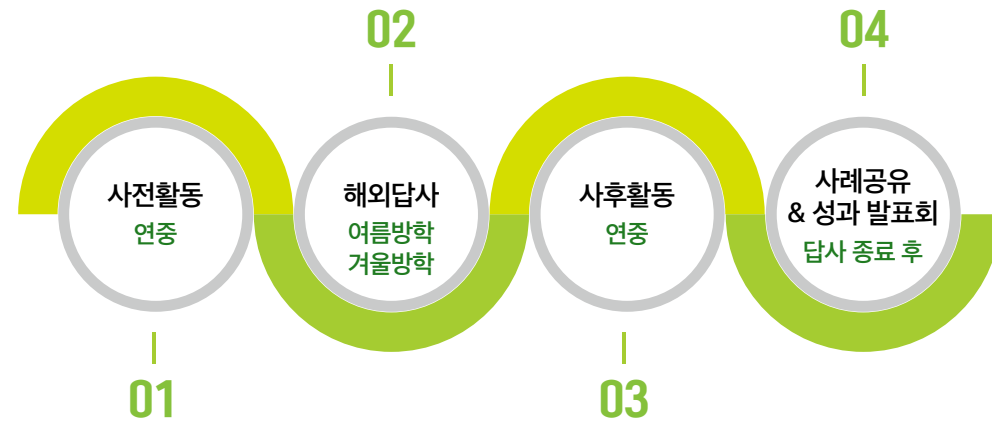 01
사전활동
연중
02
해외답사
여름방학
겨울방학
03
사후활동
연중
04
사례공유
& 성과 발표회
답사 종료 후